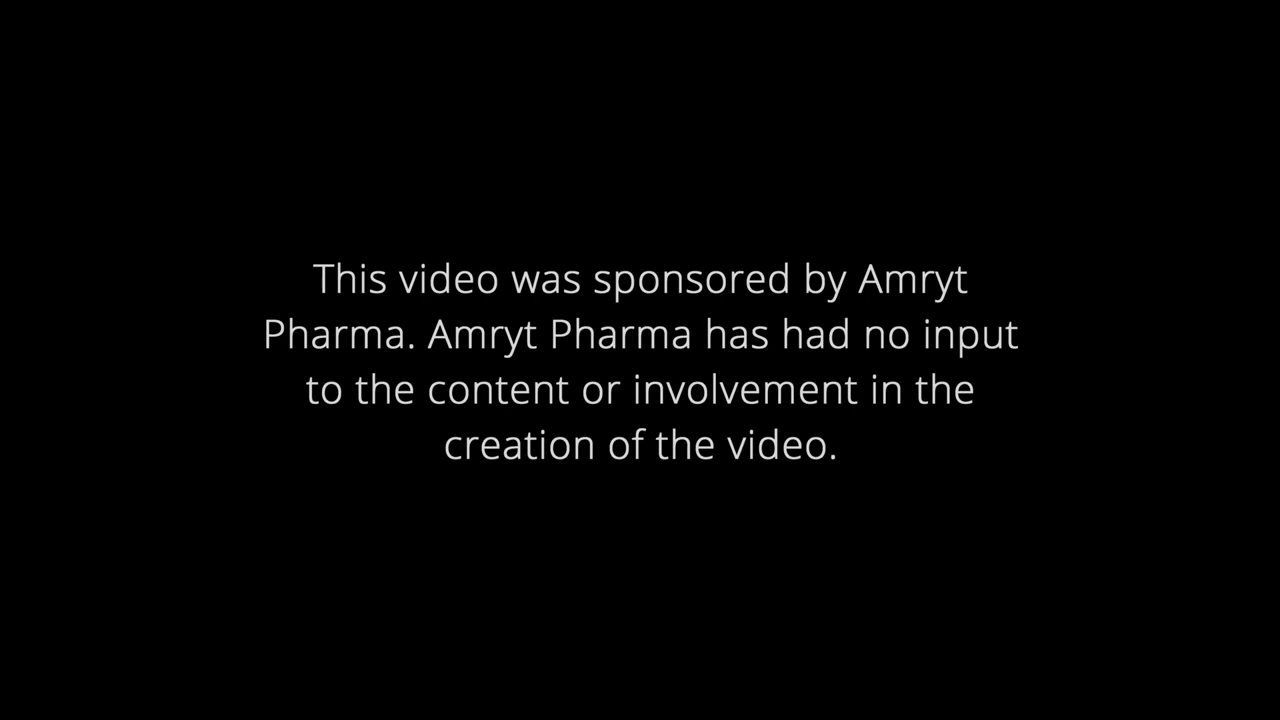 This video was sponsored by Amryt
Pharma. Amryt Pharma has had no input
to the content or involvement in the
creation of the video.